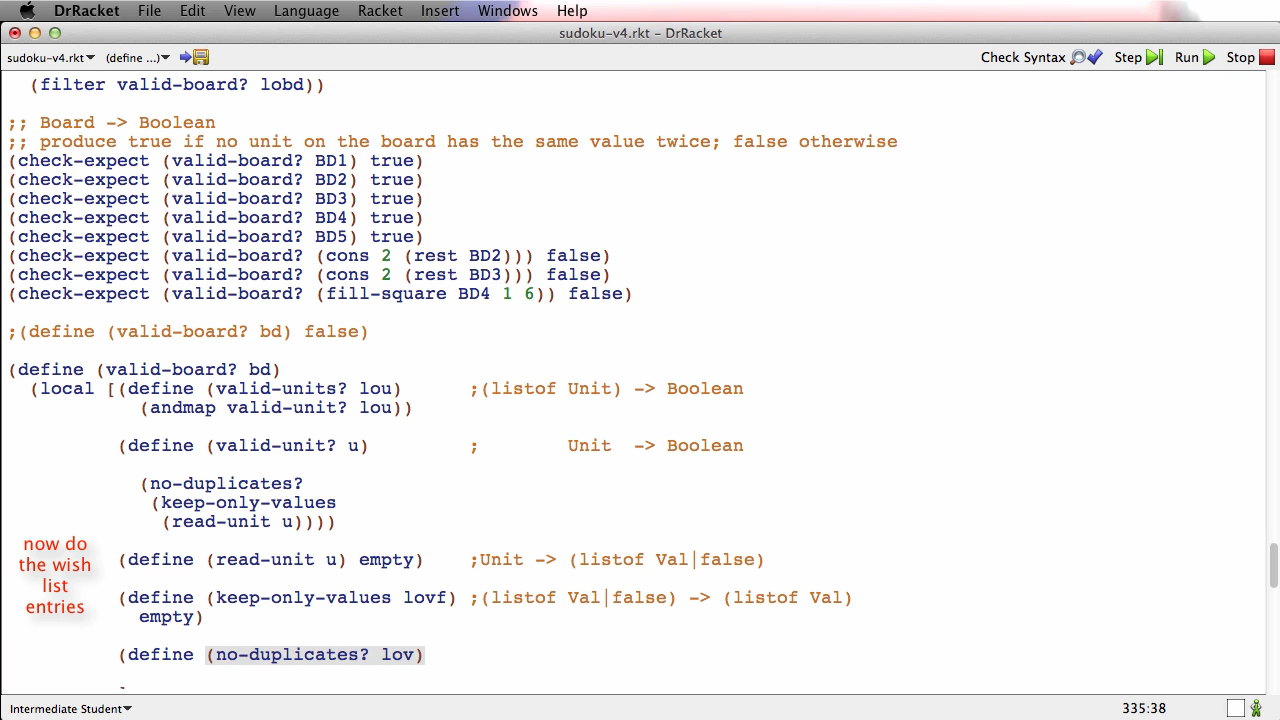 DrRacket File Edit View Language Racket Insert Windows Help
sudoku-v4.rkt - DrRacket
sudoku-v4.rkt▾ (define ...)▾ Check Syntax Step Run Stop
(filter valid-board? lobd))
;; Board -> Boolean
;; produce true if no unit on the board has the same value twice; false otherwise
(check-expect (valid-board? BD1) true)
(check-expect (valid-board? BD2) true)
(check-expect (valid-board? BD3) true)
(check-expect (valid-board? BD4) true)
(check-expect (valid-board? BD5) true)
(check-expect (valid-board? (cons 2 (rest BD2))) false)
(check-expect (valid-board? (cons 2 (rest BD3))) false)
(check-expect (valid-board? (fill-square BD4 1 6)) false)
;(define (valid-board? bd) false)
(define (valid-board? bd)
(local [(define (valid-units? lou) ;(listof Unit) -> Boolean
(andmap valid-unit? lou))
(define (valid-unit? u) ; Unit -> Boolean
(no-duplicates?
(keep-only-values
(read-unit u))))
now do
the wish
list
entries
(define (read-unit u) empty) ;Unit -> (listof Val|false)
(define (keep-only-values lovf) ;(listof Val|false) -> (listof Val)
empty)
(define (no-duplicates? lov)
Intermediate Student▾ 335:38